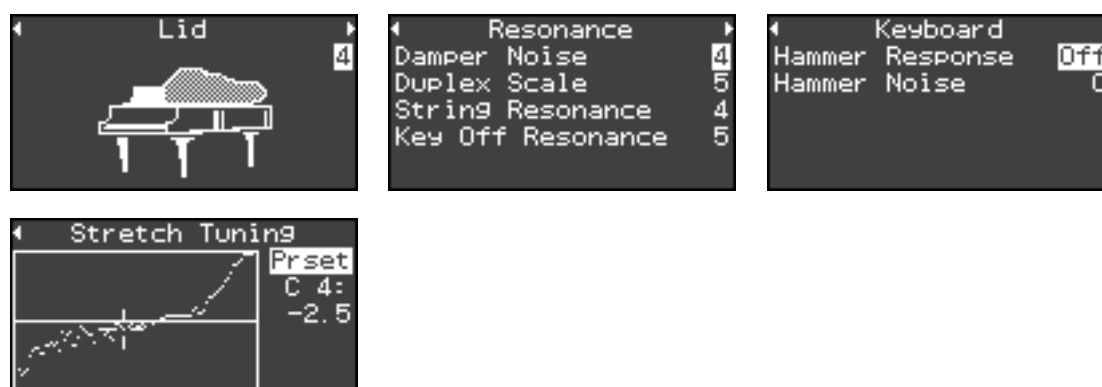 Lid
4
Resonance
Damper Noise 4
Duplex Scale 5
String Resonance 4
Key Off Resonance 5
Keyboard
Hammer Response Off
Hammer Noise
Stretch Tuning
Prset
C 4:
-2.5